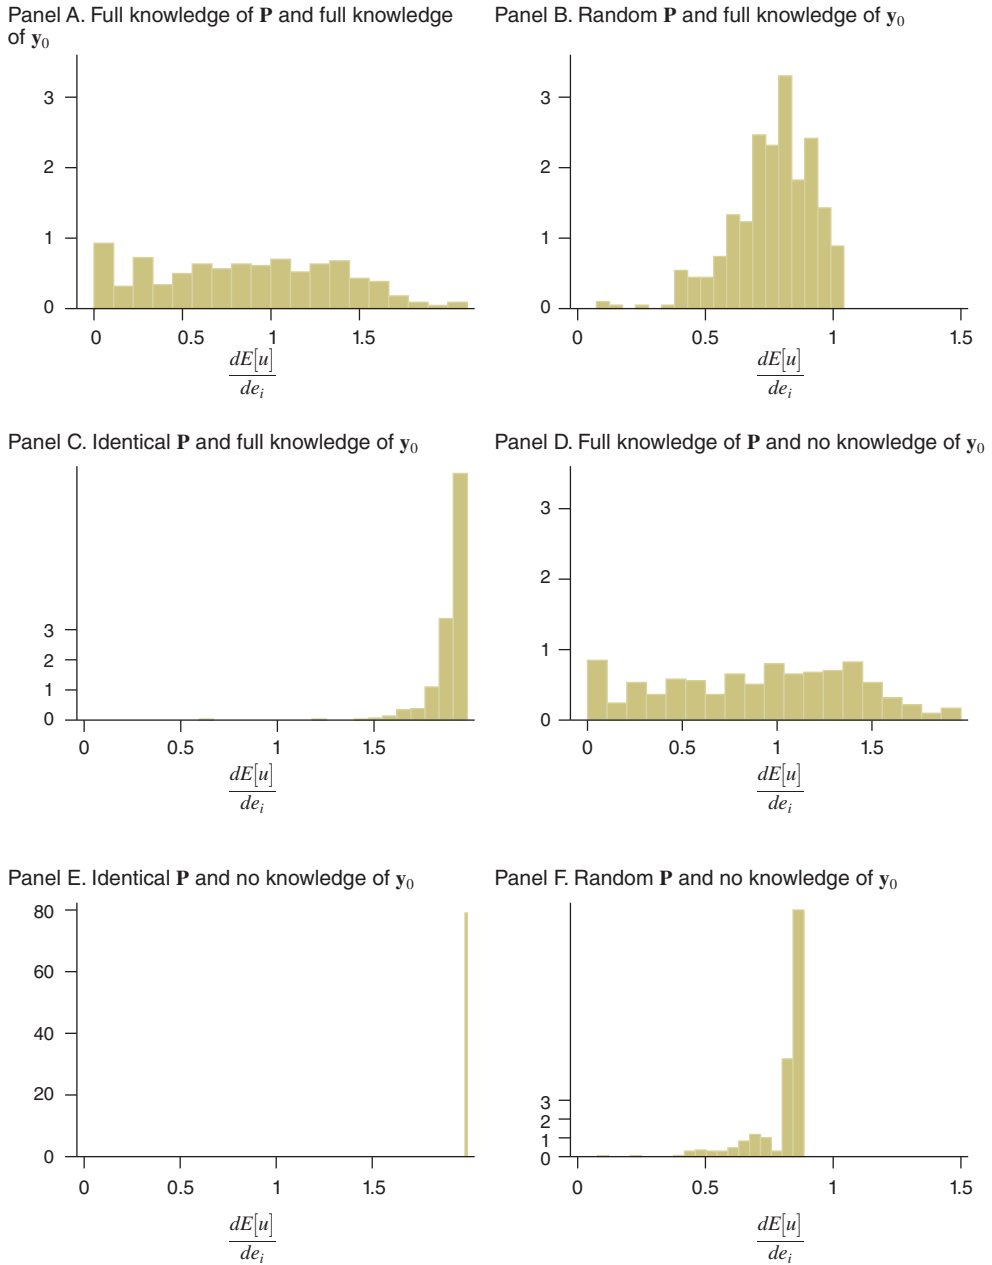 Panel A. Full knowledge of P and full knowledge
of y0
3
2
1
0
0 0.5 1 1.5
dE[u]
dei
Panel B. Random P and full knowledge of y0
3
2
1
0
0 0.5 1 1.5
dE[u]
dei
Panel C. Identical P and full knowledge of y0
3
2
1
0
0 0.5 1 1.5
dE[u]
dei
Panel D. Full knowledge of P and no knowledge of y0
3
2
1
0
0 0.5 1 1.5
dE[u]
dei
Panel E. Identical P and no knowledge of y0
80
60
40
20
0
0 0.5 1 1.5
dE[u]
dei
Panel F. Random P and no knowledge of y0
3
2
1
0
0 0.5 1 1.5
dE[u]
dei